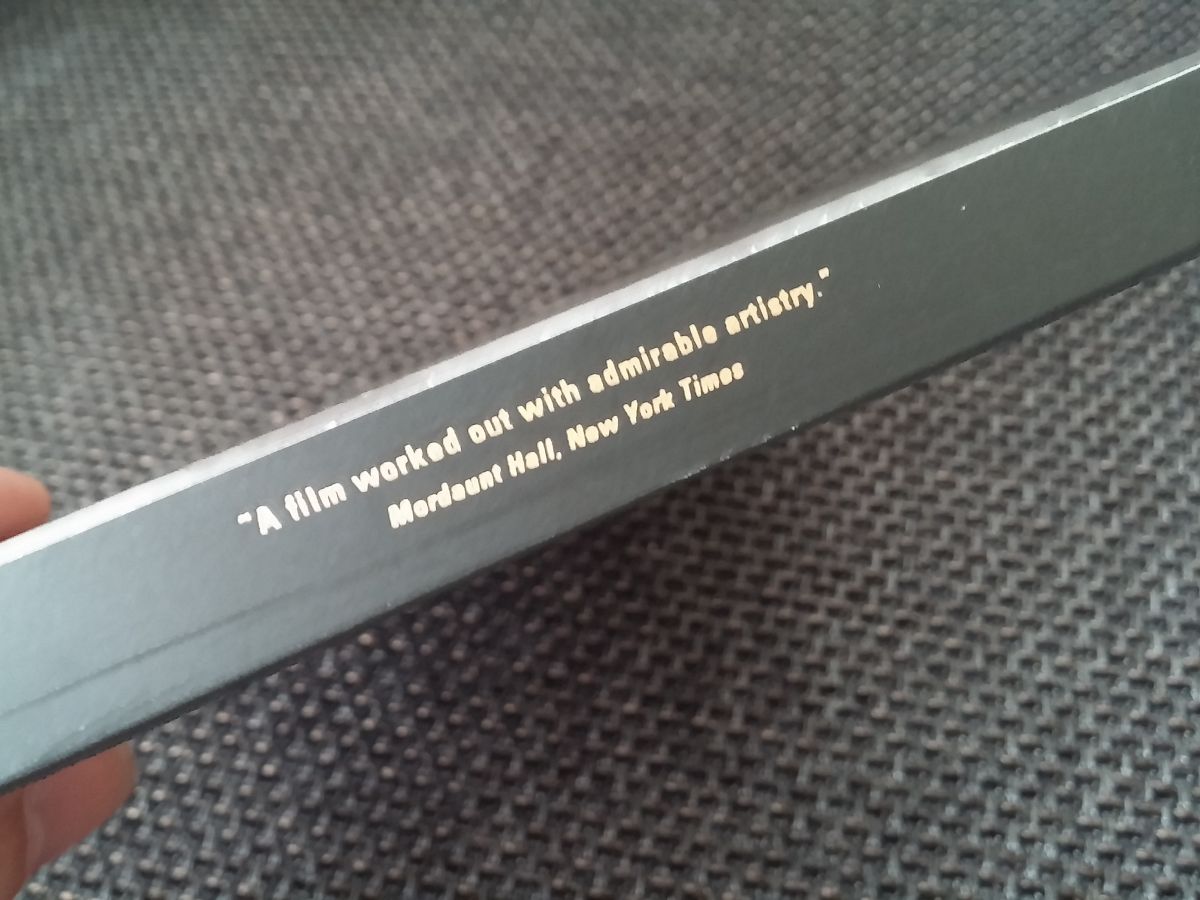 "A film worked out with admirable artistry."
Mordaunt Hall, New York Times